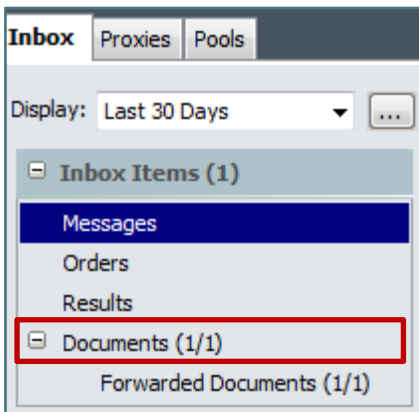 Inbox Proxies Pools
Display: Last 30 Days ...
Inbox Items (1)
Messages
Orders
Results
Documents (1/1)
Forwarded Documents (1/1)